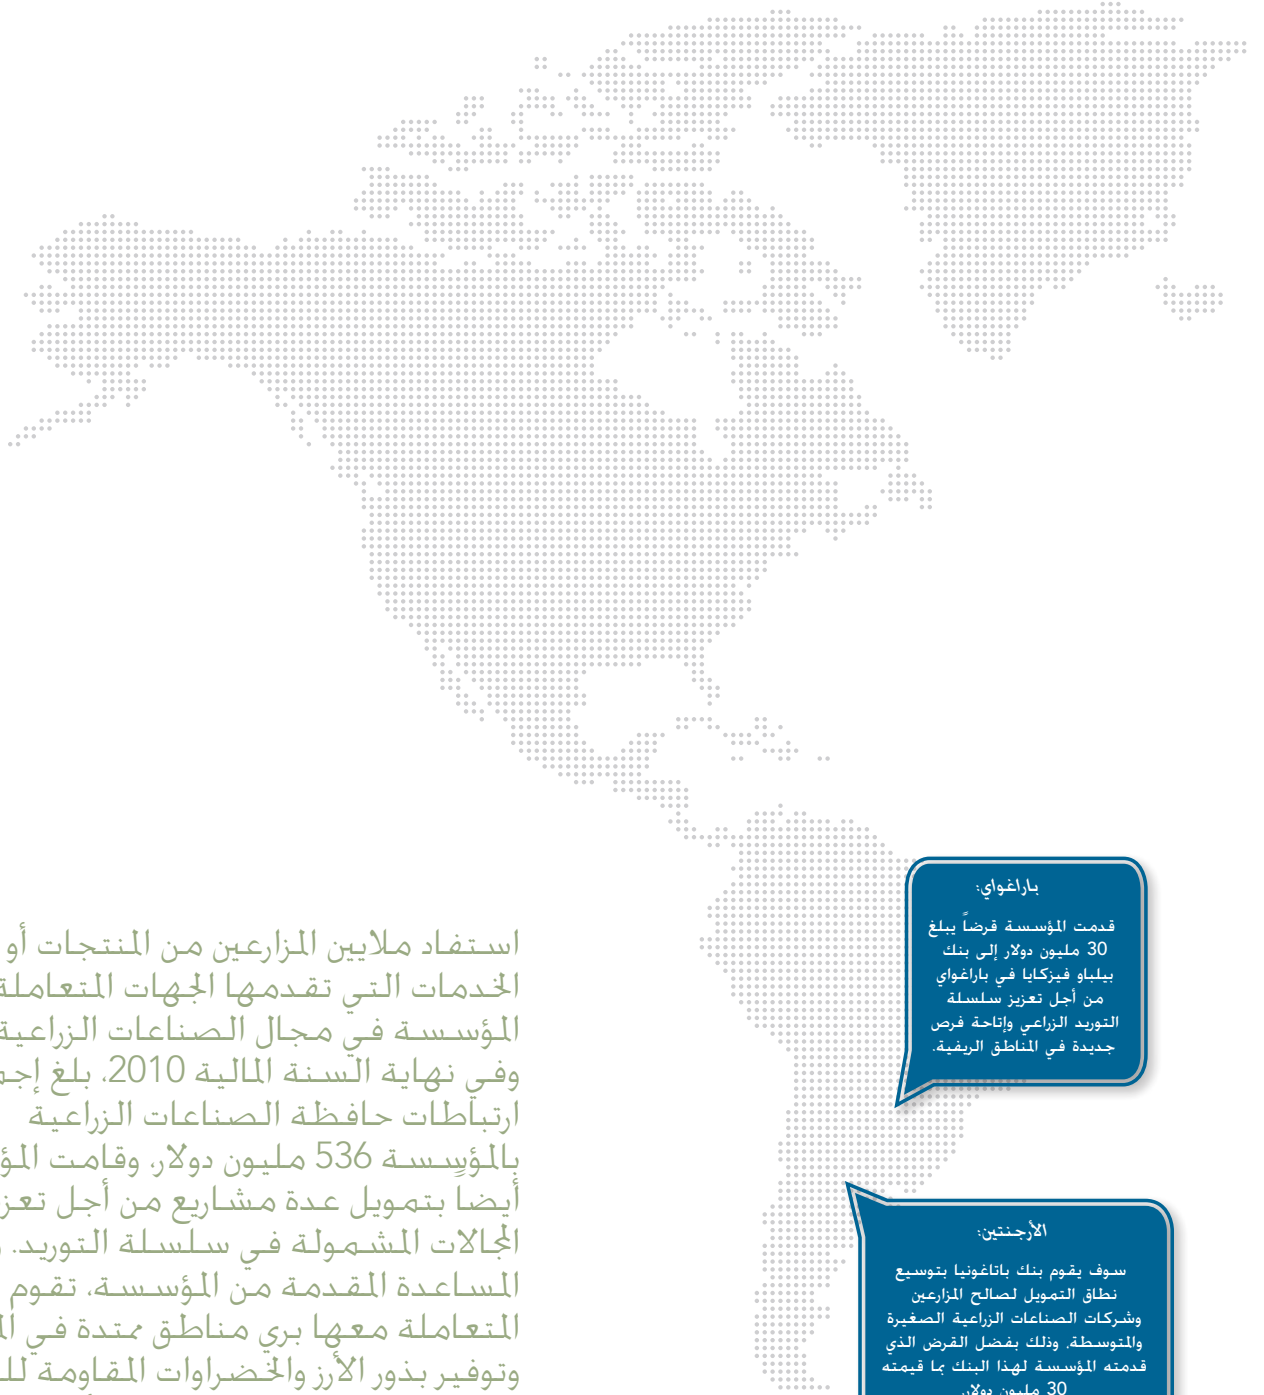 استفاد ملايين المزارعين من المنتجات أو
الخدمات التي تقدمها الجهات المتعاملة
المؤسسة في مجال الصناعات الزراعية
وفي نهاية السنة المالية 2010، بلغ
ارتباطات حافظة الصناعات الزراعية
بالمؤسسة 536 مليون دولار، وقامت
أيضاً بتمويل عدة مشاريع من أجل
المجالات المشمولة في سلسلة التوريد.
المساعدة المقدمة من المؤسسة، تقوم
المتعاملة معها بري مناطق ممتدة في
وتوفير بذور الأرز والخضراوات المقاومة
باراغواي:
قدمت المؤسسة قرضاً يبلغ
30 مليون دولار إلى بنك
بيلباو فيزكايا في باراغواي
من أجل تعزيز سلسلة
التوريد الزراعي وإتاحة فرص
جديدة في المناطق الريفية.
الأرجنتين:
سوف يقوم بنك باتاغونيا بتوسيع
نطاق التمويل لصالح المزارعين
وشركات الصناعات الزراعية الصغيرة
والمتوسطة، وذلك بفضل القرض الذي
قدمته المؤسسة لهذا البنك بما قيمته
30 مليون دولار.